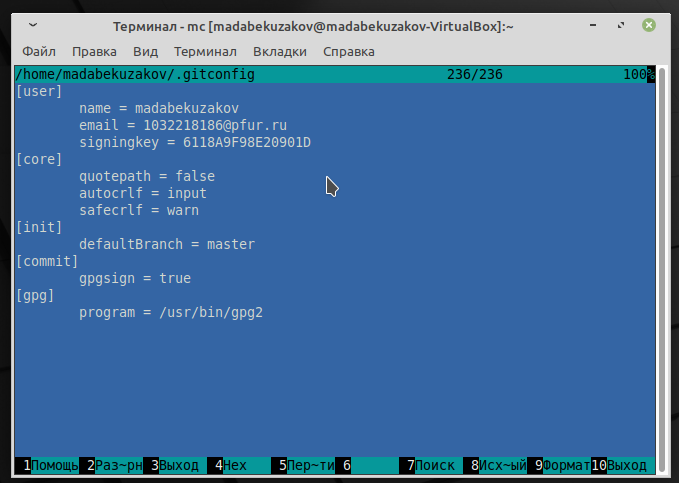 Терминал - mc [madabekuzakov@madabekuzakov-VirtualBox]:~
Файл Правка Вид Терминал Вкладки Справка
/home/madabekuzakov/.gitconfig 236/236 100%
[user]
name = madabekuzakov
email = 1032218186@pfur.ru
signingkey = 6118A9F98E20901D
[core]
quotepath = false
autocrlf = input
safecrlf = warn
[init]
defaultBranch = master
[commit]
gpgsign = true
[gpg]
program = /usr/bin/gpg2
1Помощь 2Раз~рн 3Выход 4Hex 5Пер~ти 6 7Поиск 8Исх~ый 9Формат 10Выход